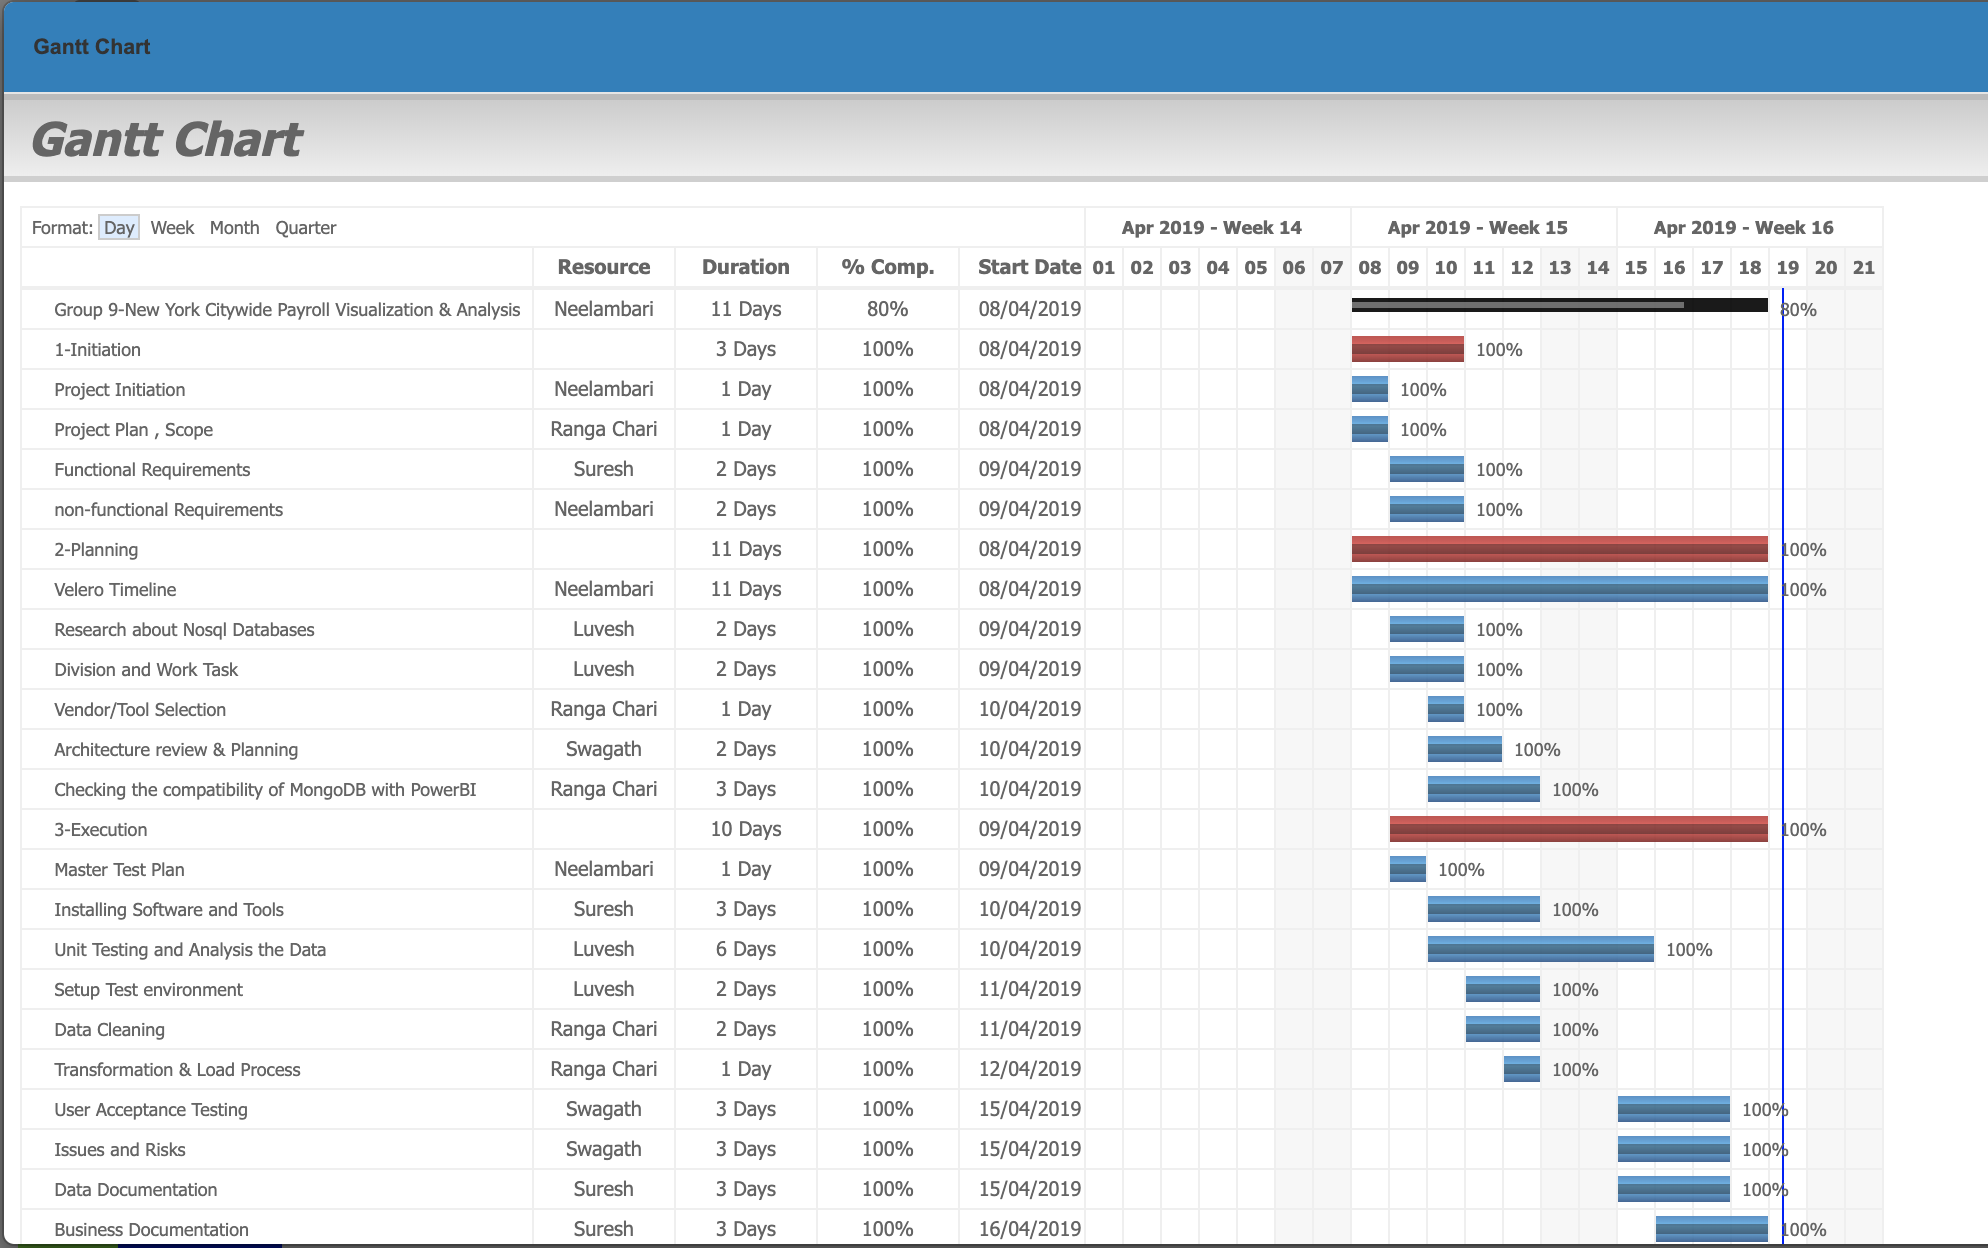 Gantt Chart
Gantt Chart
Format: Day Week Month Quarter Apr 2019 - Week 14 Apr 2019 - Week 15 Apr 2019 - Week 16
Resource Duration % Comp. Start Date 01 02 03 04 05 06 07 08 09 10 11 12 13 14 15 16 17 18 19 20 21
Group 9-New York Citywide Payroll Visualization & Analysis Neelambari 11 Days 80% 08/04/2019 80%
1-Initiation 3 Days 100% 08/04/2019 100%
Project Initiation Neelambari 1 Day 100% 08/04/2019 100%
Project Plan , Scope Ranga Chari 1 Day 100% 08/04/2019 100%
Functional Requirements Suresh 2 Days 100% 09/04/2019 100%
non-functional Requirements Neelambari 2 Days 100% 09/04/2019 100%
2-Planning 11 Days 100% 08/04/2019 100%
Velero Timeline Neelambari 11 Days 100% 08/04/2019 100%
Research about Nosql Databases Luvesh 2 Days 100% 09/04/2019 100%
Division and Work Task Luvesh 2 Days 100% 09/04/2019 100%
Vendor/Tool Selection Ranga Chari 1 Day 100% 10/04/2019 100%
Architecture review & Planning Swagath 2 Days 100% 10/04/2019 100%
Checking the compatibility of MongoDB with PowerBI Ranga Chari 3 Days 100% 10/04/2019 100%
3-Execution 10 Days 100% 09/04/2019 100%
Master Test Plan Neelambari 1 Day 100% 09/04/2019 100%
Installing Software and Tools Suresh 3 Days 100% 10/04/2019 100%
Unit Testing and Analysis the Data Luvesh 6 Days 100% 10/04/2019 100%
Setup Test environment Luvesh 2 Days 100% 11/04/2019 100%
Data Cleaning Ranga Chari 2 Days 100% 11/04/2019 100%
Transformation & Load Process Ranga Chari 1 Day 100% 12/04/2019 100%
User Acceptance Testing Swagath 3 Days 100% 15/04/2019 100%
Issues and Risks Swagath 3 Days 100% 15/04/2019 100%
Data Documentation Suresh 3 Days 100% 15/04/2019 100%
Business Documentation Suresh 3 Days 100% 16/04/2019 100%